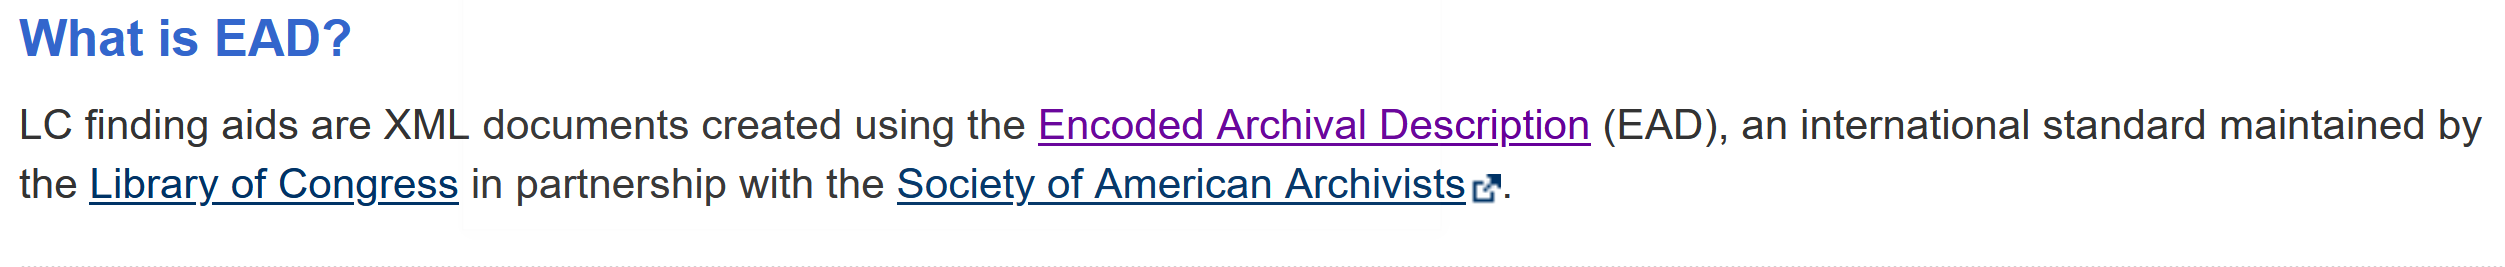 What is EAD?
LC finding aids are XML documents created using the Encoded Archival Description (EAD), an international standard maintained by
the Library of Congress in partnership with the Society of American Archivists.